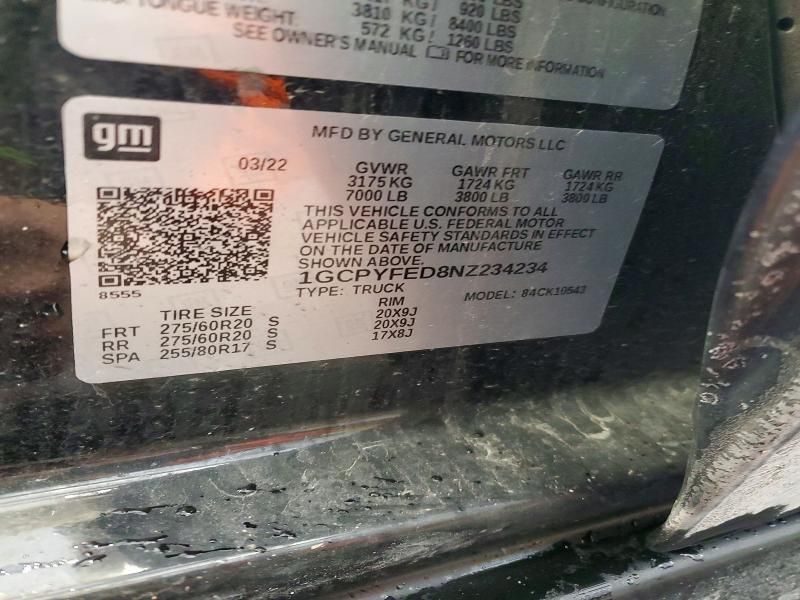 920 LBS
TONGUE WEIGHT: 3810 KG / 8400 LBS
572 KG / 1260 LBS
SEE OWNER'S MANUAL FOR MORE INFORMATION
gm
MFD BY GENERAL MOTORS LLC
03/22 GVWR GAWR FRT GAWR RR
3175 KG 1724 KG 1724 KG
7000 LB 3800 LB 3800 LB
THIS VEHICLE CONFORMS TO ALL
APPLICABLE U.S. FEDERAL MOTOR
VEHICLE SAFETY STANDARDS IN EFFECT
ON THE DATE OF MANUFACTURE
SHOWN ABOVE.
1GCPYFED8NZ234234
8555
TYPE: TRUCK MODEL: 84CK10543
TIRE SIZE RIM
FRT 275/60R20 S 20X9J
RR 275/60R20 S 20X9J
SPA 255/80R17 S 17X8J